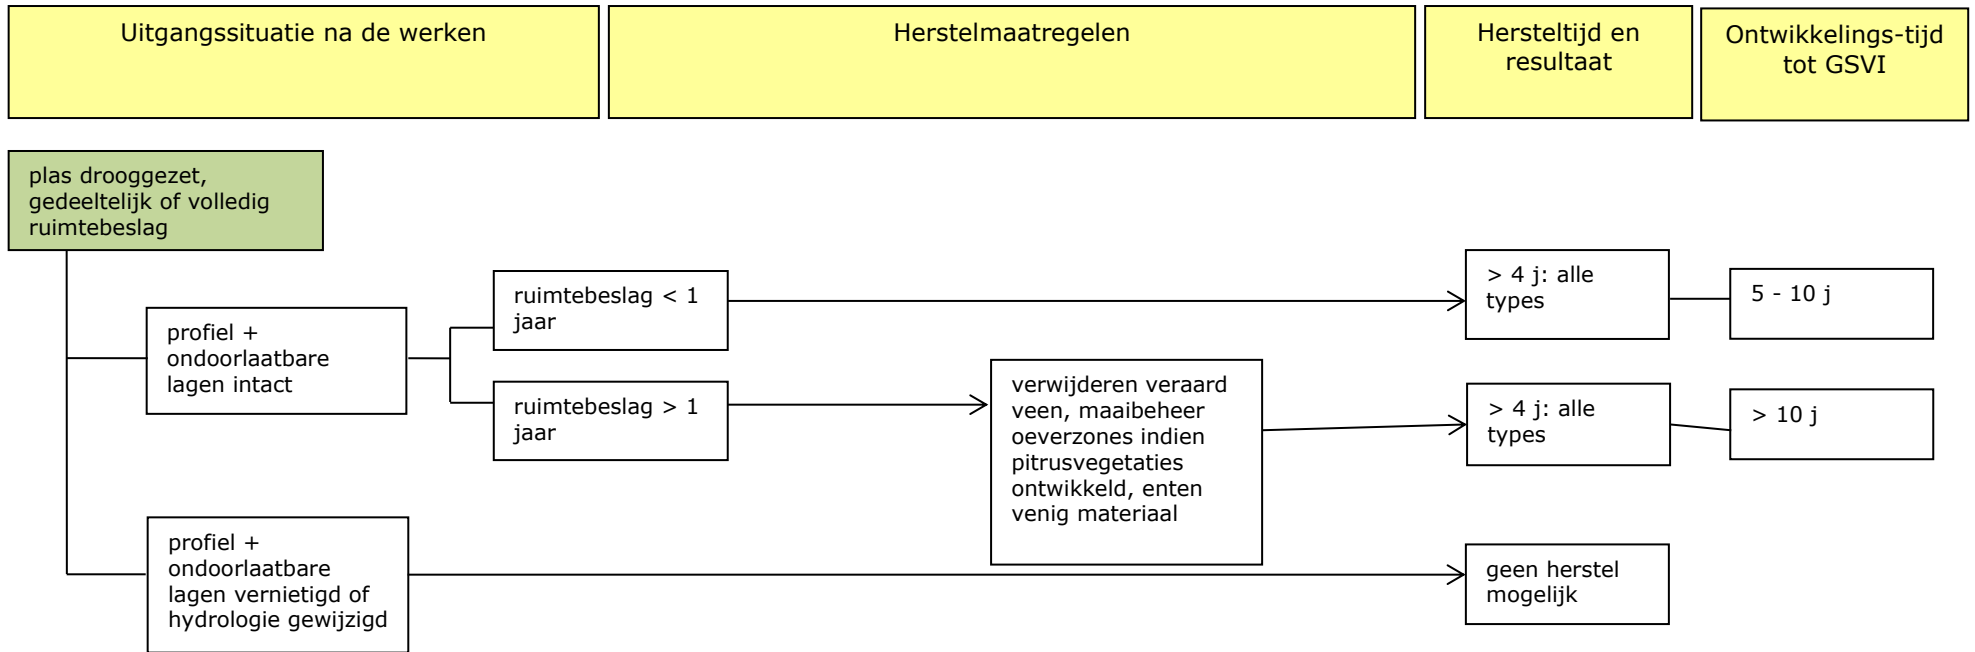 Uitgangssituatie na de werken
Herstelmaatregelen
Hersteltijd en
resultaat
Ontwikkelings-tijd
tot GSVI
plas drooggezet,
gedeeltelijk of volledig
ruimtebeslag
profiel +
ondoorlaatbare
lagen intact
ruimtebeslag < 1
jaar
> 4 j: alle
types
5 - 10 j
ruimtebeslag > 1
jaar
verwijderen veraard
veen, maaibeheer
oeverzones indien
pitrusvegetaties
ontwikkeld, enten
venig materiaal
> 4 j: alle
types
> 10 j
profiel +
ondoorlaatbare
lagen vernietigd of
hydrologie gewijzigd
geen herstel
mogelijk